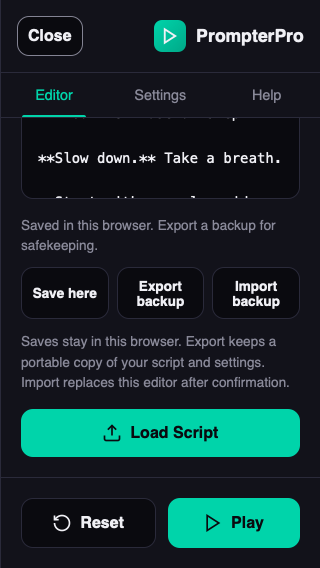 Close
PrompterPro
Editor Settings Help
**Slow down.** Take a breath.
Saved in this browser. Export a backup for
safekeeping.
Save here
Export
backup
Import
backup
Saves stay in this browser. Export keeps a
portable copy of your script and settings.
Import replaces this editor after confirmation.
Load Script
Reset
Play